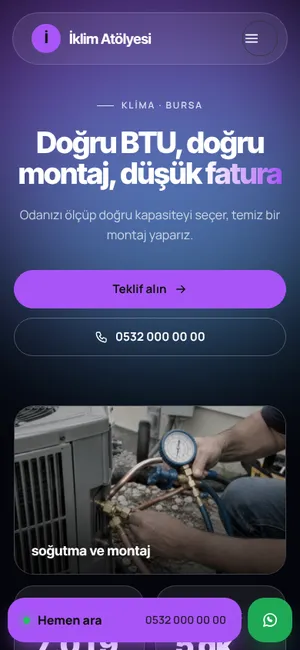 İ İklim Atölyesi
KLİMA · BURSA
Doğru BTU, doğru
montaj, düşük fatura
Odanızı ölçüp doğru kapasiteyi seçer, temiz bir
montaj yaparız.
Teklif alın →
0532 000 00 00
soğutma ve montaj
Hemen ara 0532 000 00 00